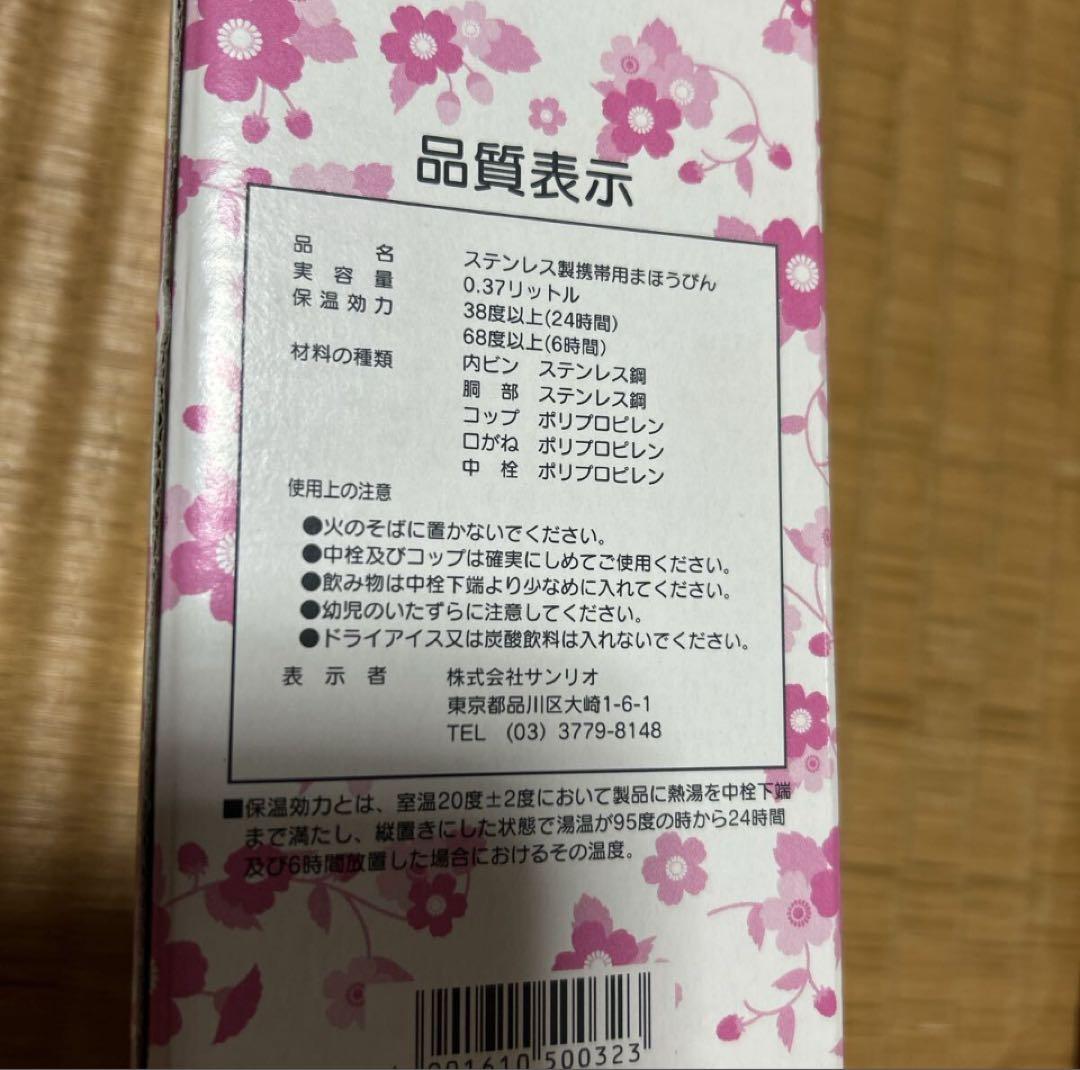 品質表示
品名 ステンレス製携帯用まほうびん
実容量 0.37リットル
保温効力 38度以上(24時間)
68度以上(6時間)
材料の種類 内ビン ステンレス鋼
胴部 ステンレス鋼
コップ ポリプロピレン
口がね ポリプロピレン
中栓 ポリプロピレン
使用上の注意
●火のそばに置かないでください。
●中栓及びコップは確実にしめてご使用ください。
●飲み物は中栓下端より少なめに入れてください。
●幼児のいたずらに注意してください。
●ドライアイス又は炭酸飲料は入れないでください。
表示者 株式会社サンリオ
東京都品川区大崎1-6-1
TEL (03) 3779-8148
■保温効力とは、室温20度±2度において製品に熱湯を中栓下端
まで満たし、縦置きにした状態で湯温が95度の時から24時間
及び6時間放置した場合におけるその温度。
901610 500323